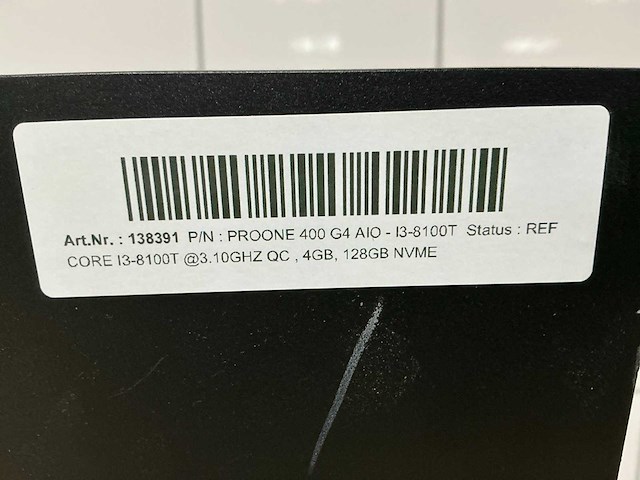 Art.Nr. : 138391 P/N : PROONE 400 G4 AIO - I3-8100T Status : REF
CORE I3-8100T @3.10GHZ QC , 4GB, 128GB NVME